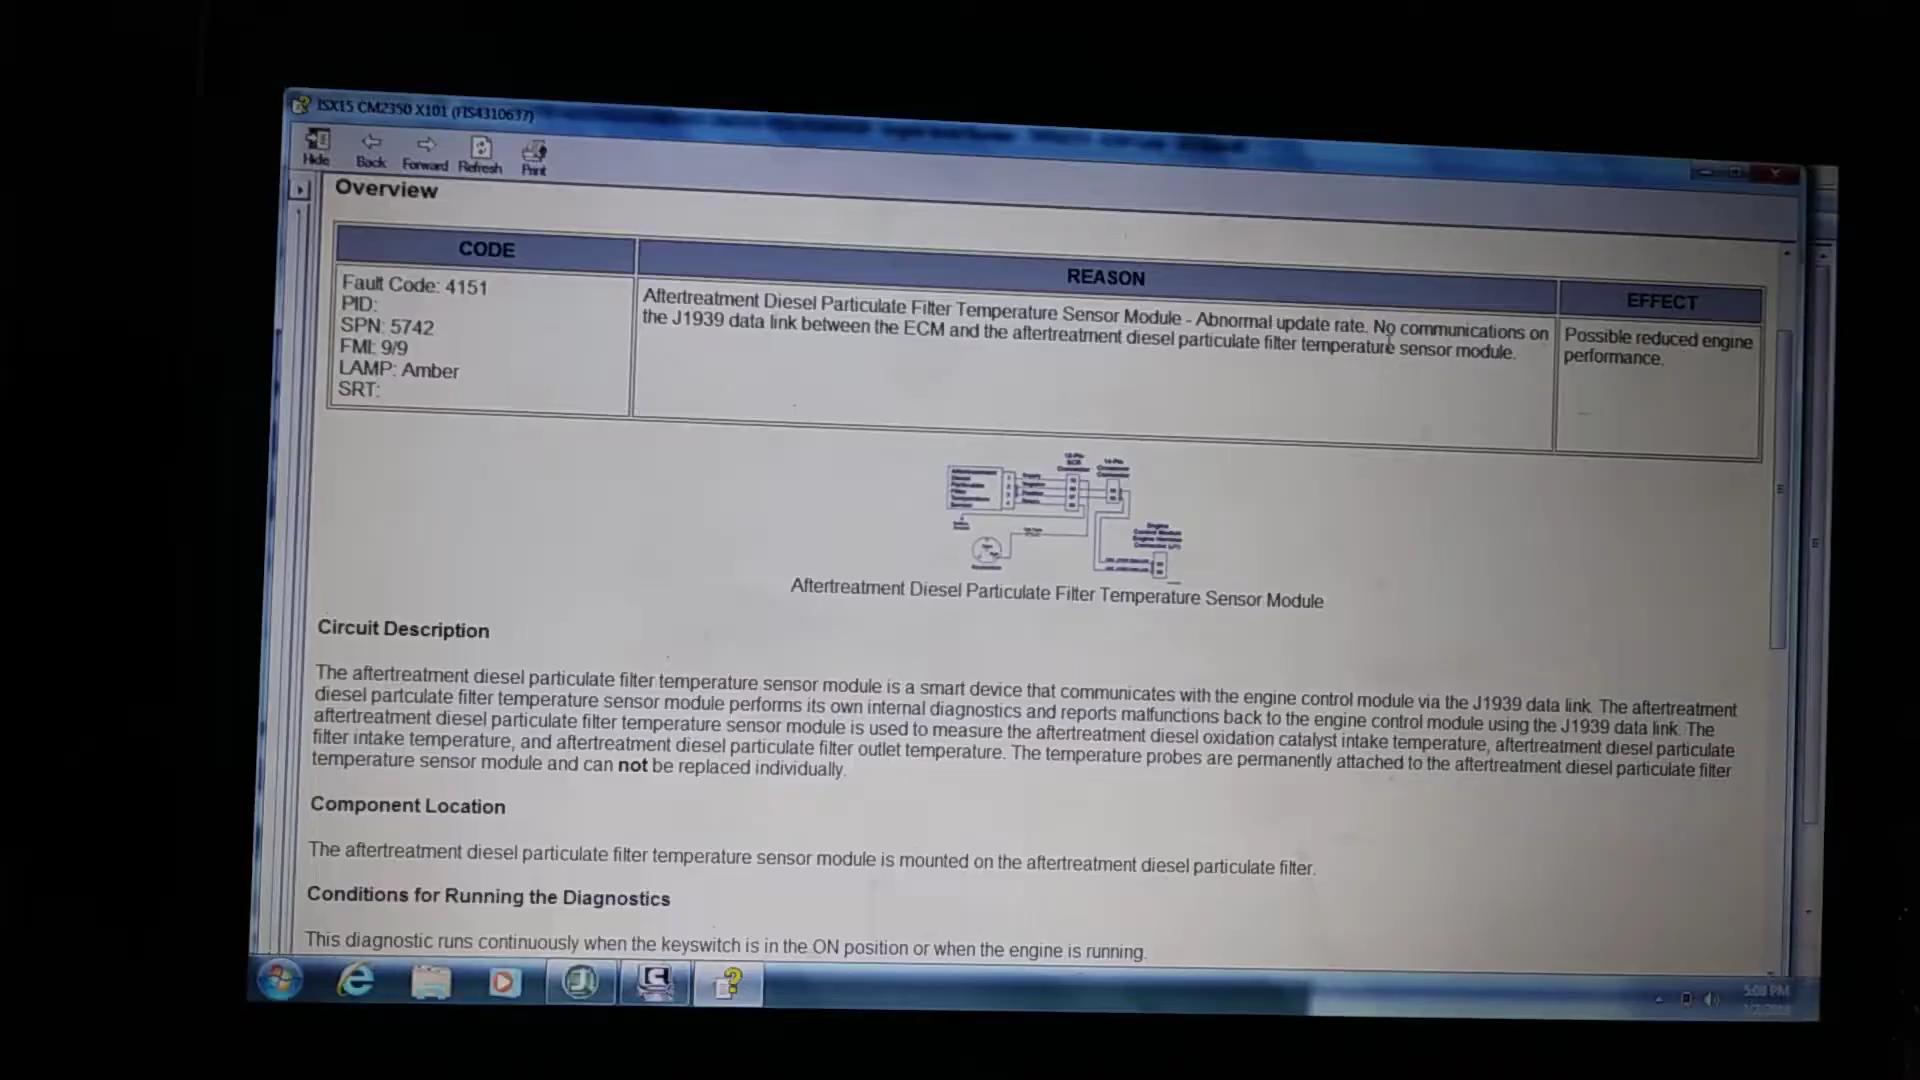 ISX15 CM2350 X101 (FIS4310637)
Hide Back Forward Refresh Print
Overview
CODE
REASON
EFFECT
Fault Code: 4151
PID:
SPN: 5742
FMI: 9/9
LAMP: Amber
SRT:
Aftertreatment Diesel Particulate Filter Temperature Sensor Module - Abnormal update rate. No communications on
the J1939 data link between the ECM and the aftertreatment diesel particulate filter temperature sensor module.
Possible reduced engine
performance.
Aftertreatment Diesel Particulate Filter Temperature Sensor Module
Circuit Description
The aftertreatment diesel particulate filter temperature sensor module is a smart device that communicates with the engine control module via the J1939 data link. The aftertreatment
diesel partculate filter temperature sensor module performs its own internal diagnostics and reports malfunctions back to the engine control module using the J1939 data link. The
aftertreatment diesel particulate filter temperature sensor module is used to measure the aftertreatment diesel oxidation catalyst intake temperature, aftertreatment diesel particulate
filter intake temperature, and aftertreatment diesel particulate filter outlet temperature. The temperature probes are permanently attached to the aftertreatment diesel particulate filter
temperature sensor module and can not be replaced individually.
Component Location
The aftertreatment diesel particulate filter temperature sensor module is mounted on the aftertreatment diesel particulate filter.
Conditions for Running the Diagnostics
This diagnostic runs continuously when the keyswitch is in the ON position or when the engine is running.
5:08 PM